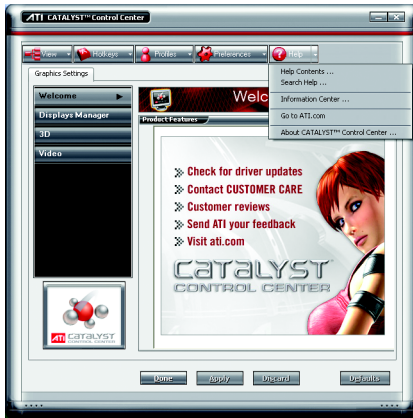 ATI CATALYST™ Control Center
View Hotkeys Profiles Preferences Help
Help Contents ...
Search Help ...
Information Center ...
Go to ATI.com
About CATALYST™ Control Center ...
Graphics Settings
Welcome
Displays Manager
3D
Video
Welc
Product Features
Check for driver updates
Contact CUSTOMER CARE
Customer reviews
Send ATI your feedback
Visit ati.com
CATALYST
CONTROL CENTER
ATI CATALYST
CONTROL CENTER
Done Apply Discard Defaults